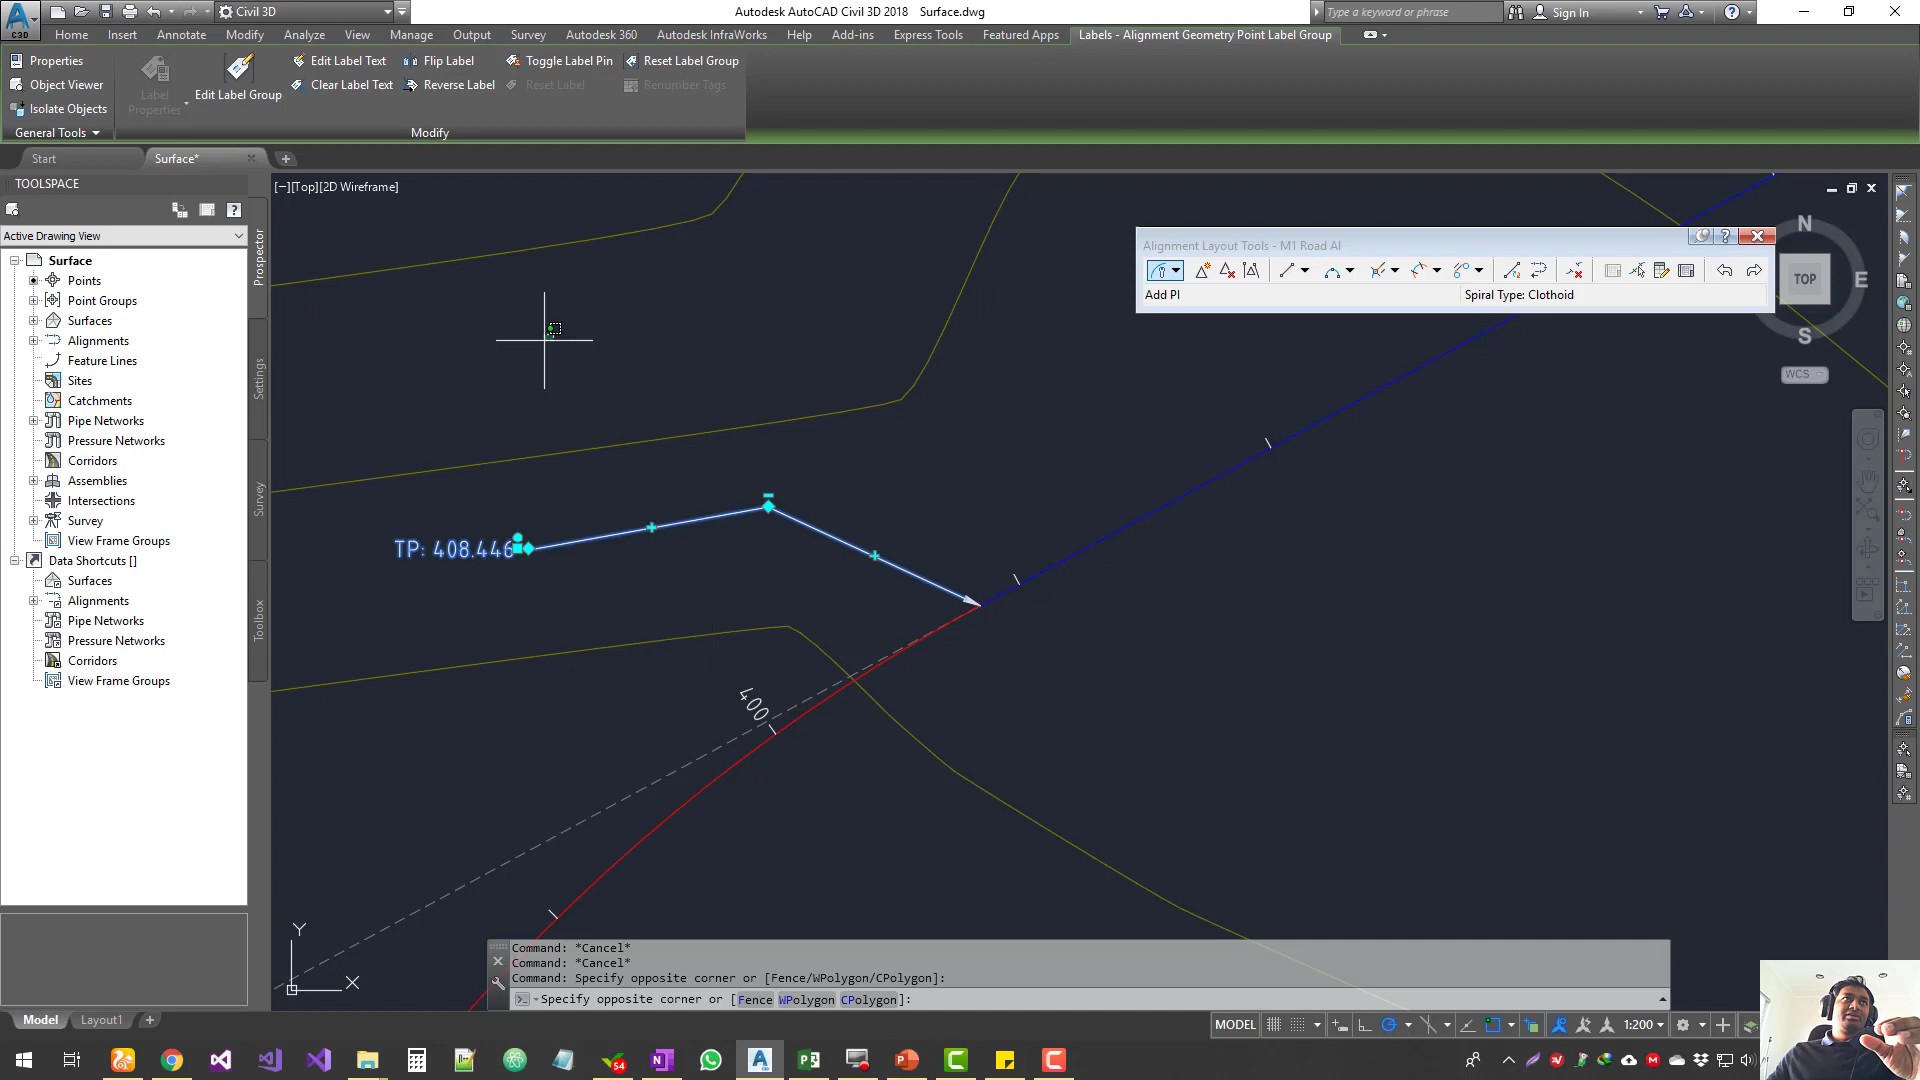 Civil 3D
Autodesk AutoCAD Civil 3D 2018 Surface.dwg
Type a keyword or phrase
Sign In
C3D
Home Insert Annotate Modify Analyze View Manage Output Survey Autodesk 360 Autodesk InfraWorks Help Add-ins Express Tools Featured Apps Labels - Alignment Geometry Point Label Group
Properties
Object Viewer
Isolate Objects
General Tools
Label Properties
Edit Label Group
Edit Label Text
Clear Label Text
Flip Label
Reverse Label
Toggle Label Pin
Reset Label
Reset Label Group
Renumber Tags
Modify
Start
Surface*
TOOLSPACE
[−][Top][2D Wireframe]
Active Drawing View
Surface
Points
Point Groups
Surfaces
Alignments
Feature Lines
Sites
Catchments
Pipe Networks
Pressure Networks
Corridors
Assemblies
Intersections
Survey
View Frame Groups
Data Shortcuts []
Surfaces
Alignments
Pipe Networks
Pressure Networks
Corridors
View Frame Groups
Prospector
Settings
Survey
Toolbox
Alignment Layout Tools - M1 Road Al
Add PI
Spiral Type: Clothoid
N
TOP
E
S
WCS
TP: 408.446
400
Y
X
Command: *Cancel*
Command: *Cancel*
Command: Specify opposite corner or [Fence/WPolygon/CPolygon]:
Specify opposite corner or [Fence WPolygon CPolygon]:
Model
Layout1
MODEL
1:200
54